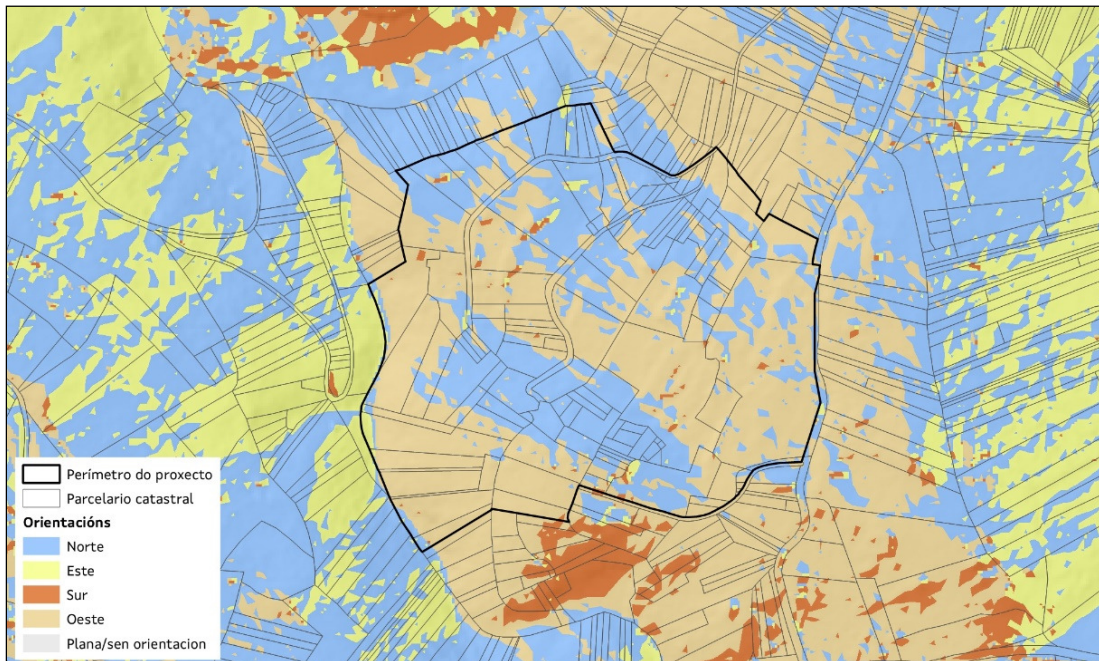 Perímetro do proxecto
Parcelario catastral
Orientacións
Norte
Este
Sur
Oeste
Plana/sen orientacion